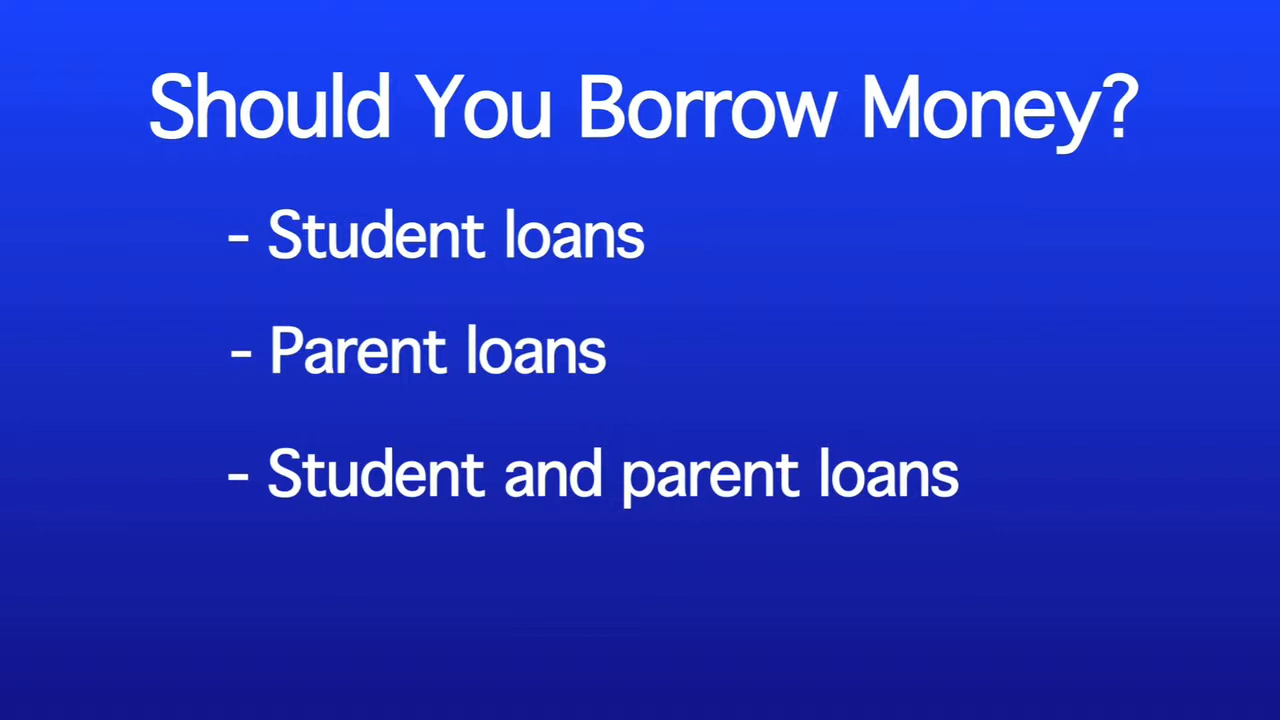 Should You Borrow Money?
- Student loans
- Parent loans
- Student and parent loans